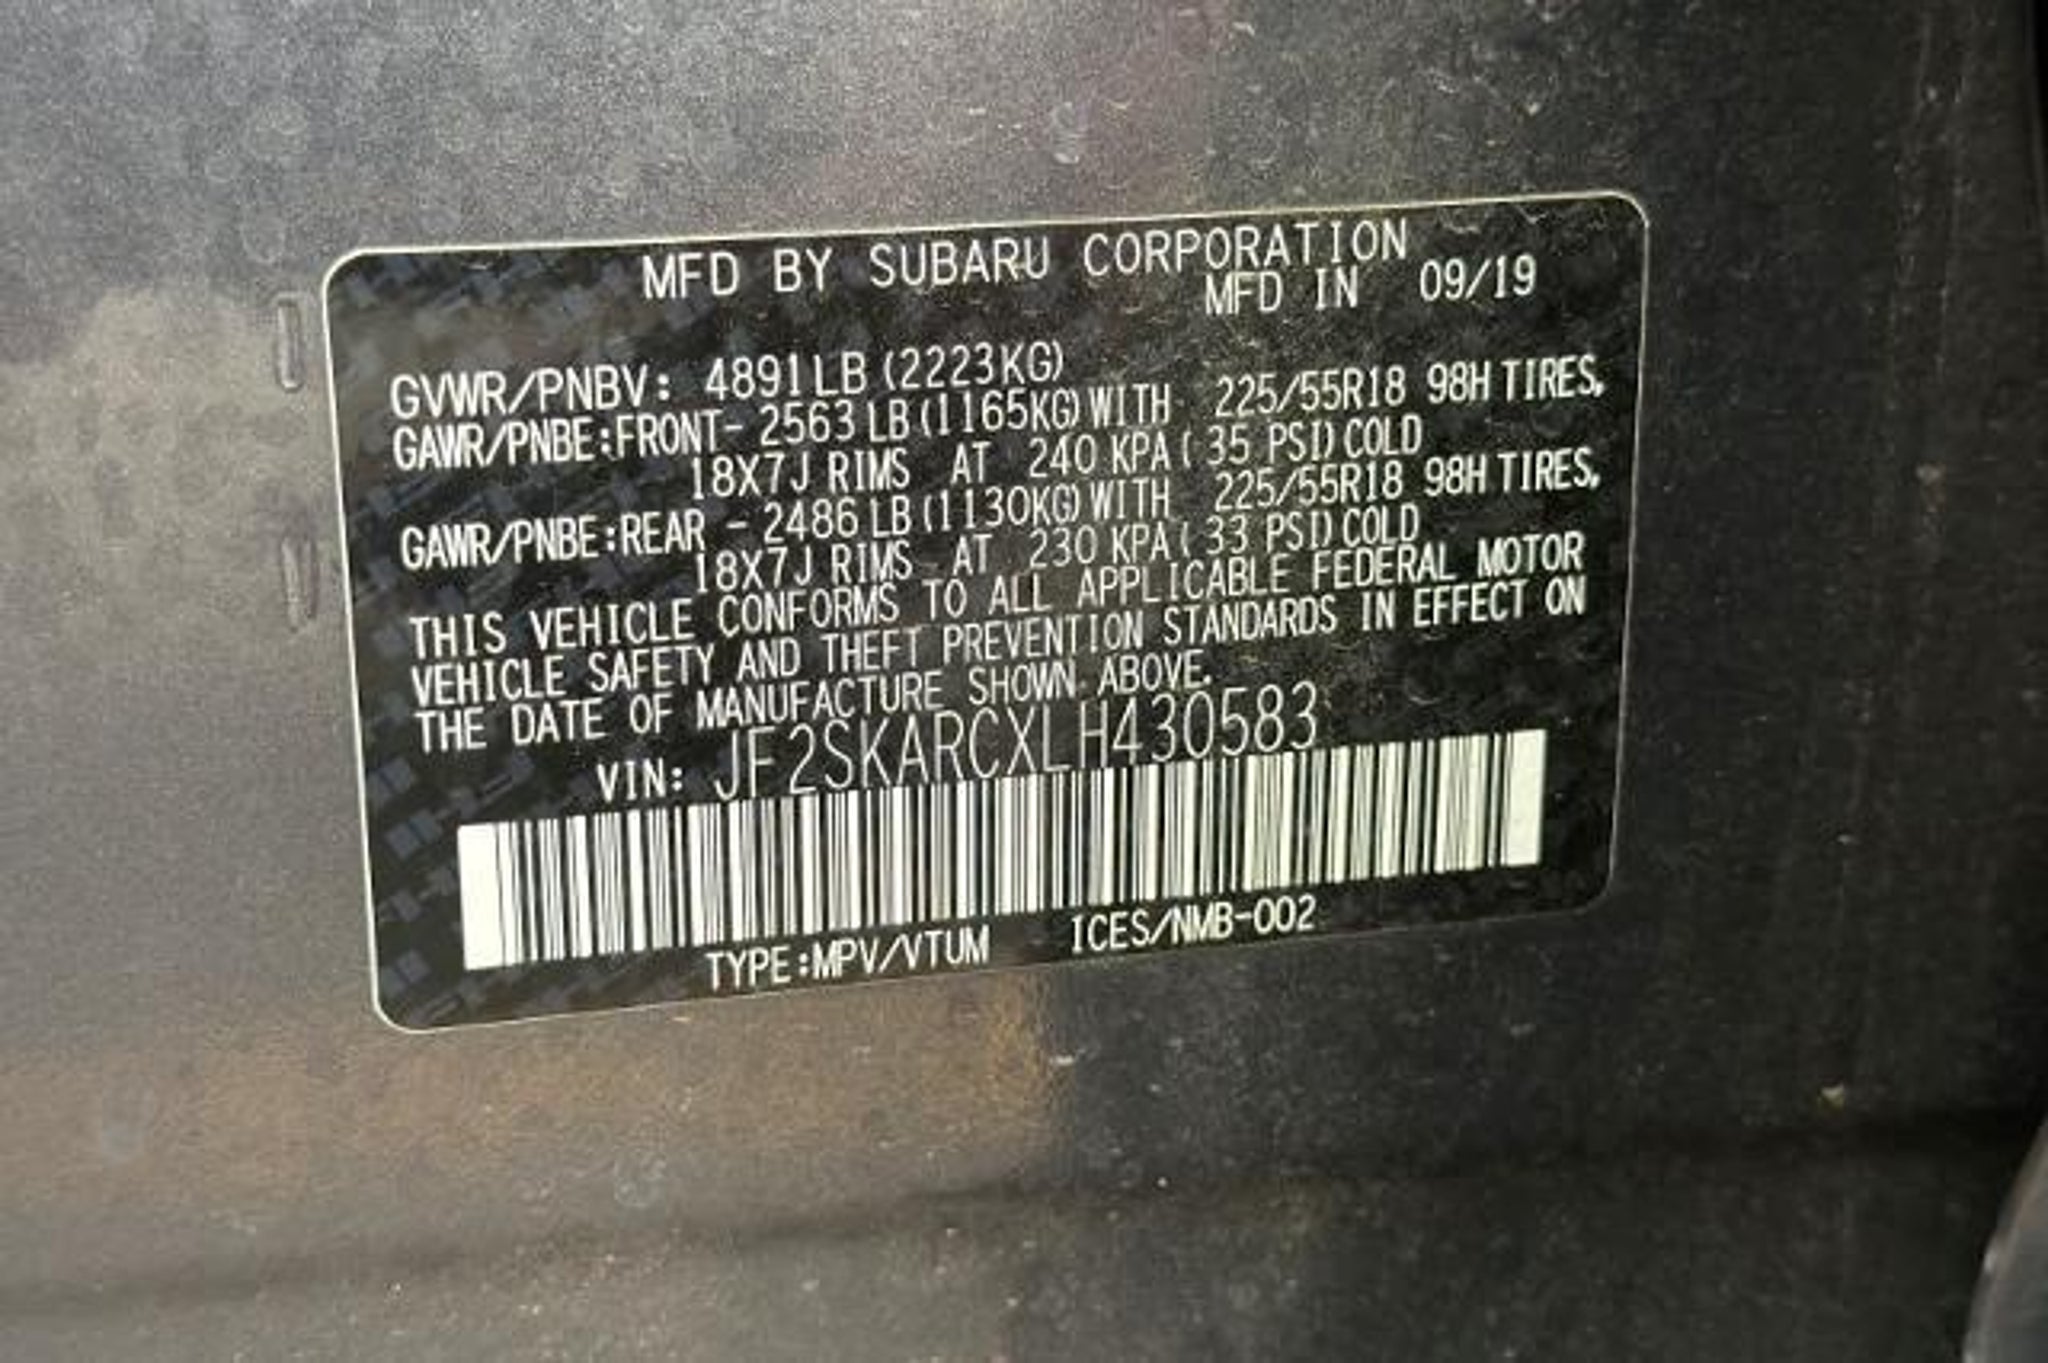 MFD BY SUBARU CORPORATION
MFD IN 09/19
GVWR/PNBV: 4891LB (2223KG)
GAWR/PNBE:FRONT- 2563 LB (1165KG) WITH 225/55R18 98H TIRES,
18X7J RIMS AT 240 KPA ( 35 PSI) COLD
GAWR/PNBE:REAR - 2486 LB (1130KG) WITH 225/55R18 98H TIRES,
18X7J RIMS AT 230 KPA ( 33 PSI) COLD
THIS VEHICLE CONFORMS TO ALL APPLICABLE FEDERAL MOTOR
VEHICLE SAFETY AND THEFT PREVENTION STANDARDS IN EFFECT ON
THE DATE OF MANUFACTURE SHOWN ABOVE.
VIN: JF2SKARCXLH430583
TYPE:MPV/VTUM ICES/NMB-002